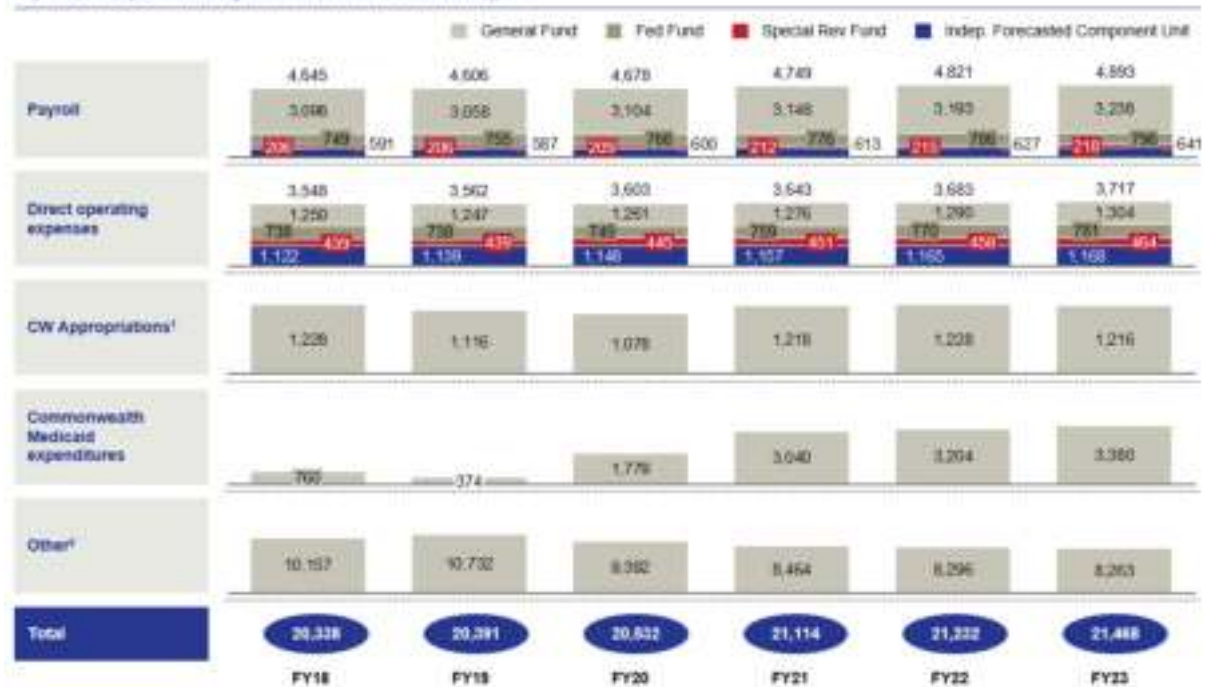 General Fund Fed Fund Special Rev Fund Indep. Forecasted Component Unit
4,645 4,606 4,678 4,749 4,821 4,893
Payroll 3,098 3,058 3,104 3,148 3,193 3,238
206 749 591 206 755 587 209 766 600 212 776 613 215 786 627 218 796 641
3,548 3,562 3,603 3,643 3,683 3,717
Direct operating
expenses
1,250 1,247 1,261 1,276 1,290 1,304
738 439 738 439 749 445 759 451 770 458 781 464
1,122 1,139 1,148 1,157 1,165 1,168
CW Appropriations¹ 1,228 1,116 1,078 1,218 1,228 1,216
Commonwealth
Medicaid
expenditures
760 374 1,779 3,040 3,204 3,380
Other² 10,157 10,732 9,392 8,464 8,296 8,263
Total 20,338 20,391 20,532 21,114 21,232 21,468
FY18 FY19 FY20 FY21 FY22 FY23